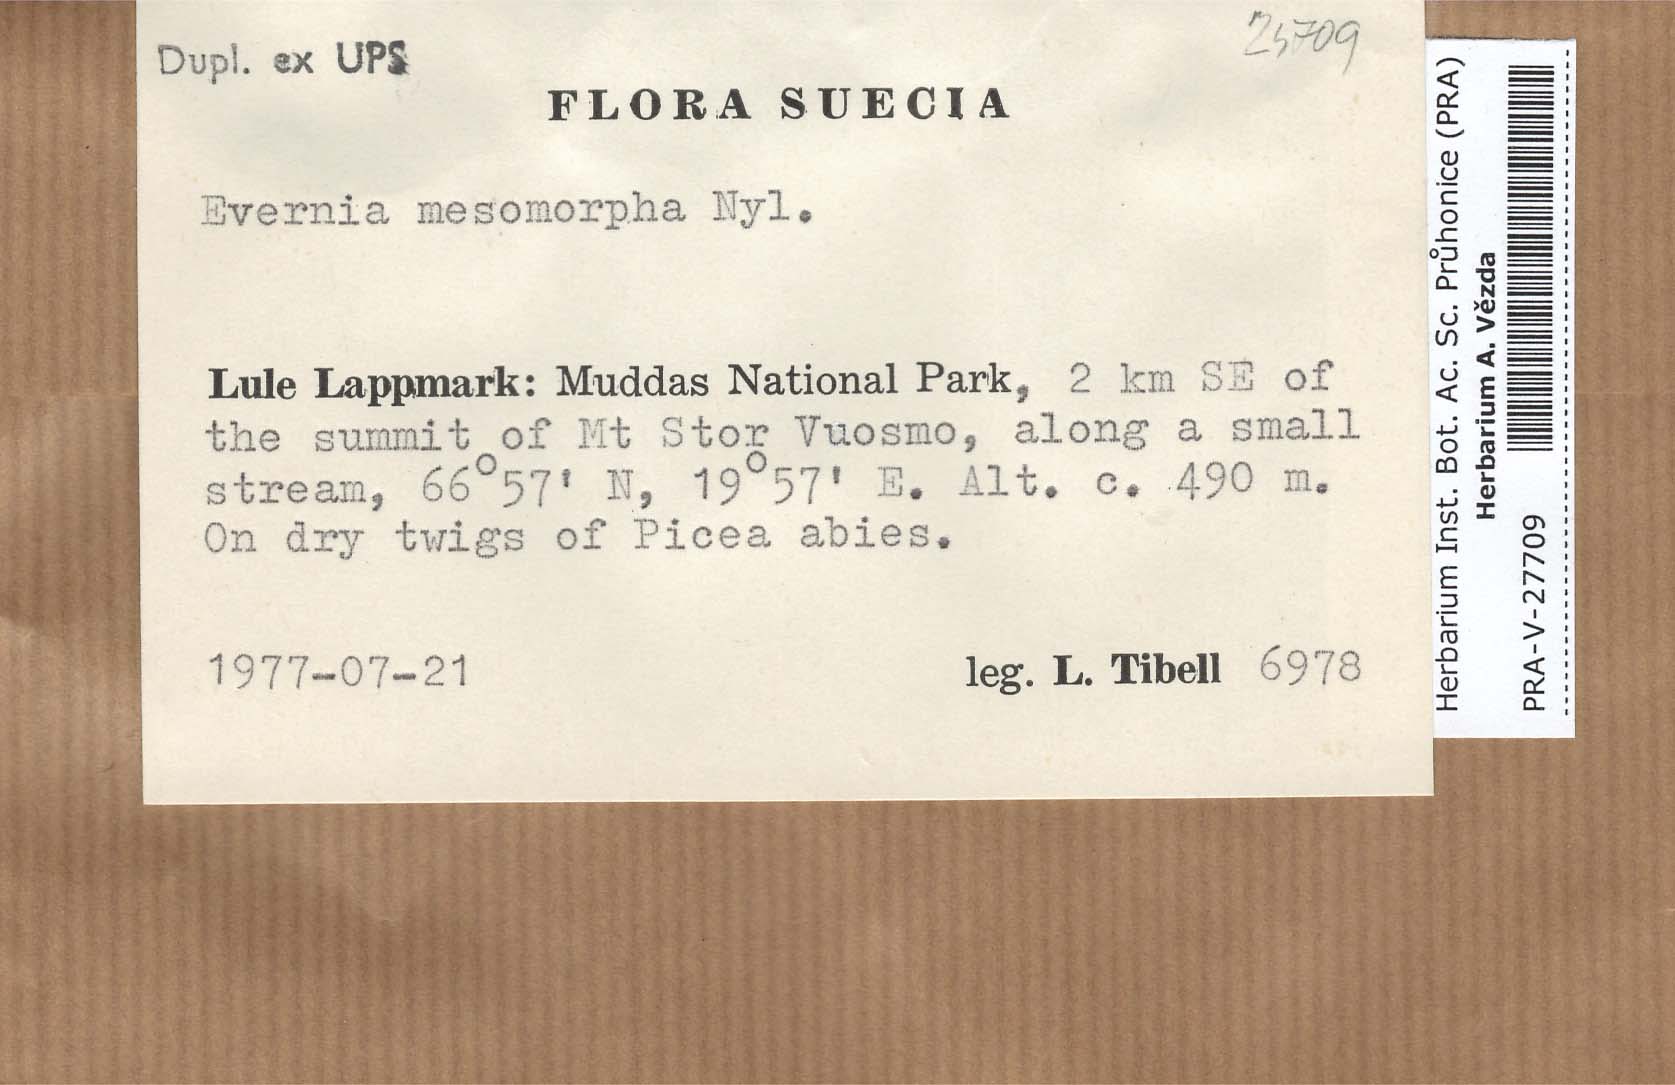 Dupl. ex UPS
25709
FLORA SUECIA
Evernia mesomorpha Nyl.
Lule Lappmark: Muddas National Park, 2 km SE of
the summit of Mt Stor Vuosmo, along a small
stream, 66°57' N, 19°57' E. Alt. c. 490 m.
On dry twigs of Picea abies.
1977-07-21
leg. L. Tibell 6978
Herbarium Inst. Bot. Ac. Sc. Průhonice (PRA)
Herbarium A. Vězda
PRA-V-27709